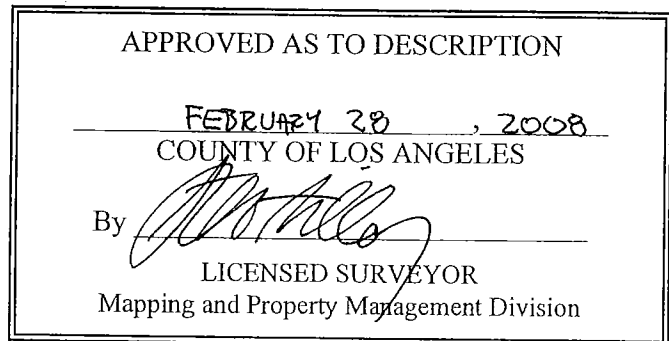 APPROVED AS TO DESCRIPTION
FEBRUARY 28, 2008
COUNTY OF LOS ANGELES
By
LICENSED SURVEYOR
Mapping and Property Management Division